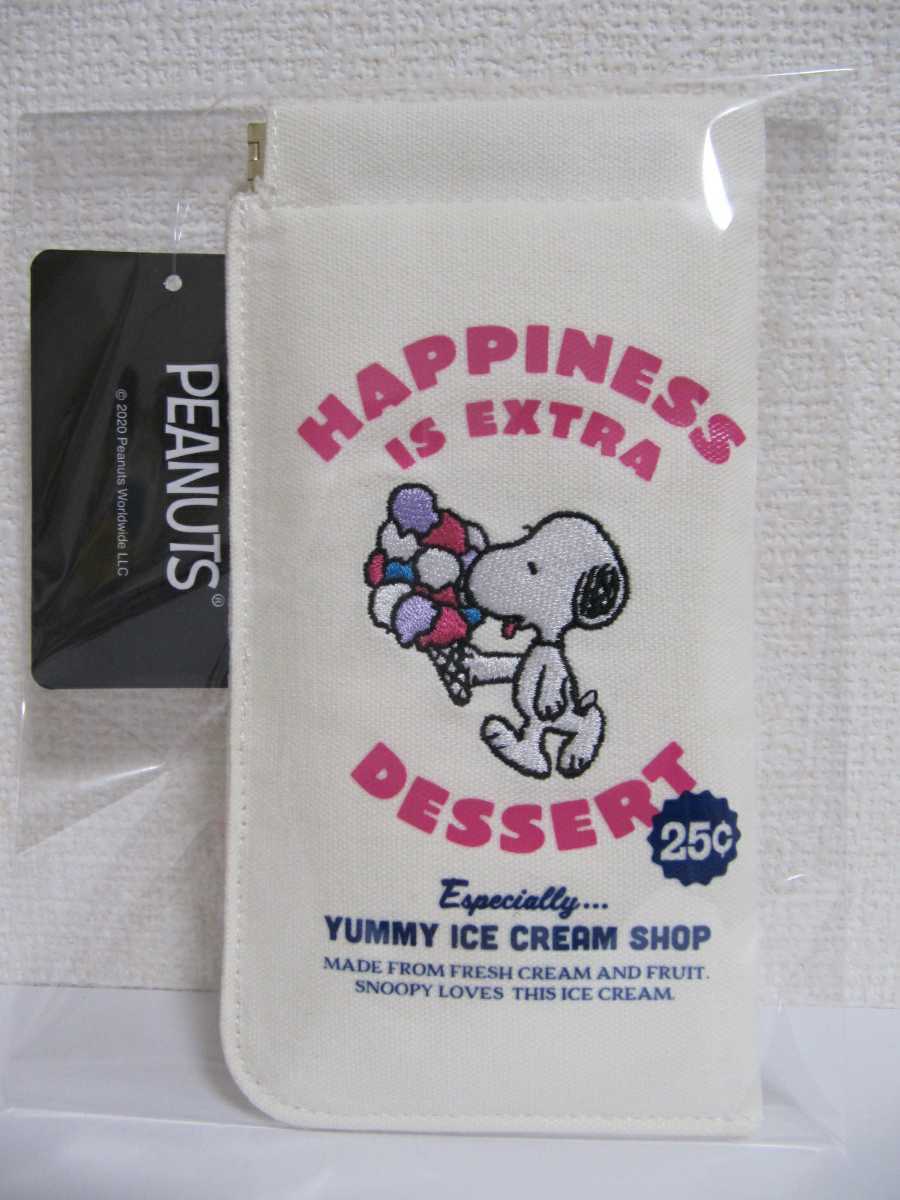 HAPPINESS
IS EXTRA
DESSERT
25¢
Especially...
YUMMY ICE CREAM SHOP
MADE FROM FRESH CREAM AND FRUIT.
SNOOPY LOVES THIS ICE CREAM.
PEANUTS®
© 2020 Peanuts Worldwide LLC